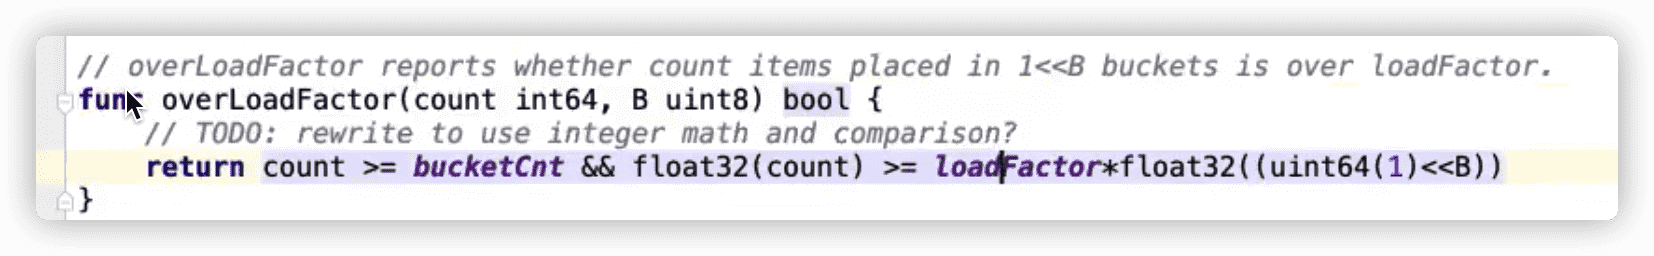 // overLoadFactor reports whether count items placed in 1<<B buckets is over loadFactor.
func overLoadFactor(count int64, B uint8) bool {
// TODO: rewrite to use integer math and comparison?
return count >= bucketCnt && float32(count) >= loadFactor*float32((uint64(1)<<B))
}